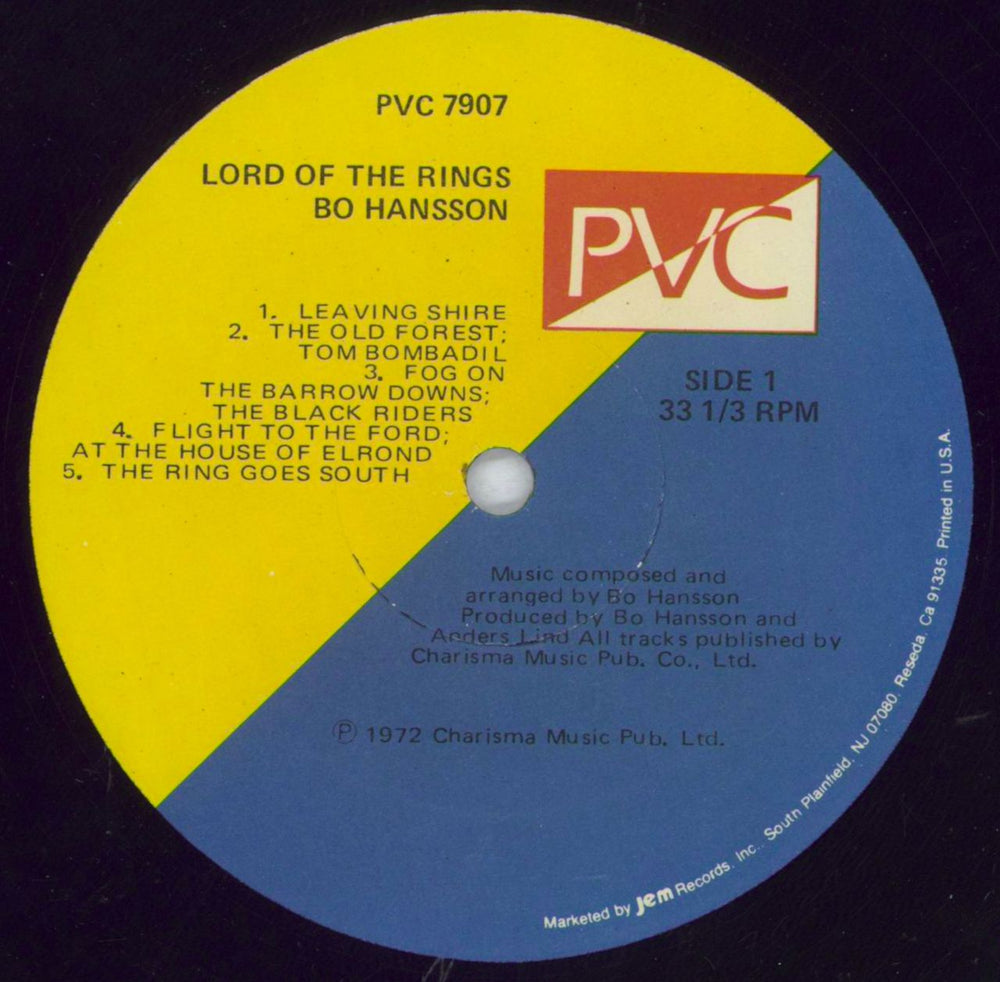 PVC 7907
LORD OF THE RINGS
BO HANSSON
PVC
1. LEAVING SHIRE
2. THE OLD FOREST;
TOM BOMBADIL
3. FOG ON
THE BARROW DOWNS;
THE BLACK RIDERS
4. FLIGHT TO THE FORD;
AT THE HOUSE OF ELROND
5. THE RING GOES SOUTH
SIDE 1
33 1/3 RPM
Music composed and
arranged by Bo Hansson
Produced by Bo Hansson and
Anders Lind All tracks published by
Charisma Music Pub. Co., Ltd.
Ⓟ 1972 Charisma Music Pub. Ltd.
Marketed by jem Records, Inc., South Plainfield, NJ 07080, Reseda, Ca 91335 Printed in U.S.A.